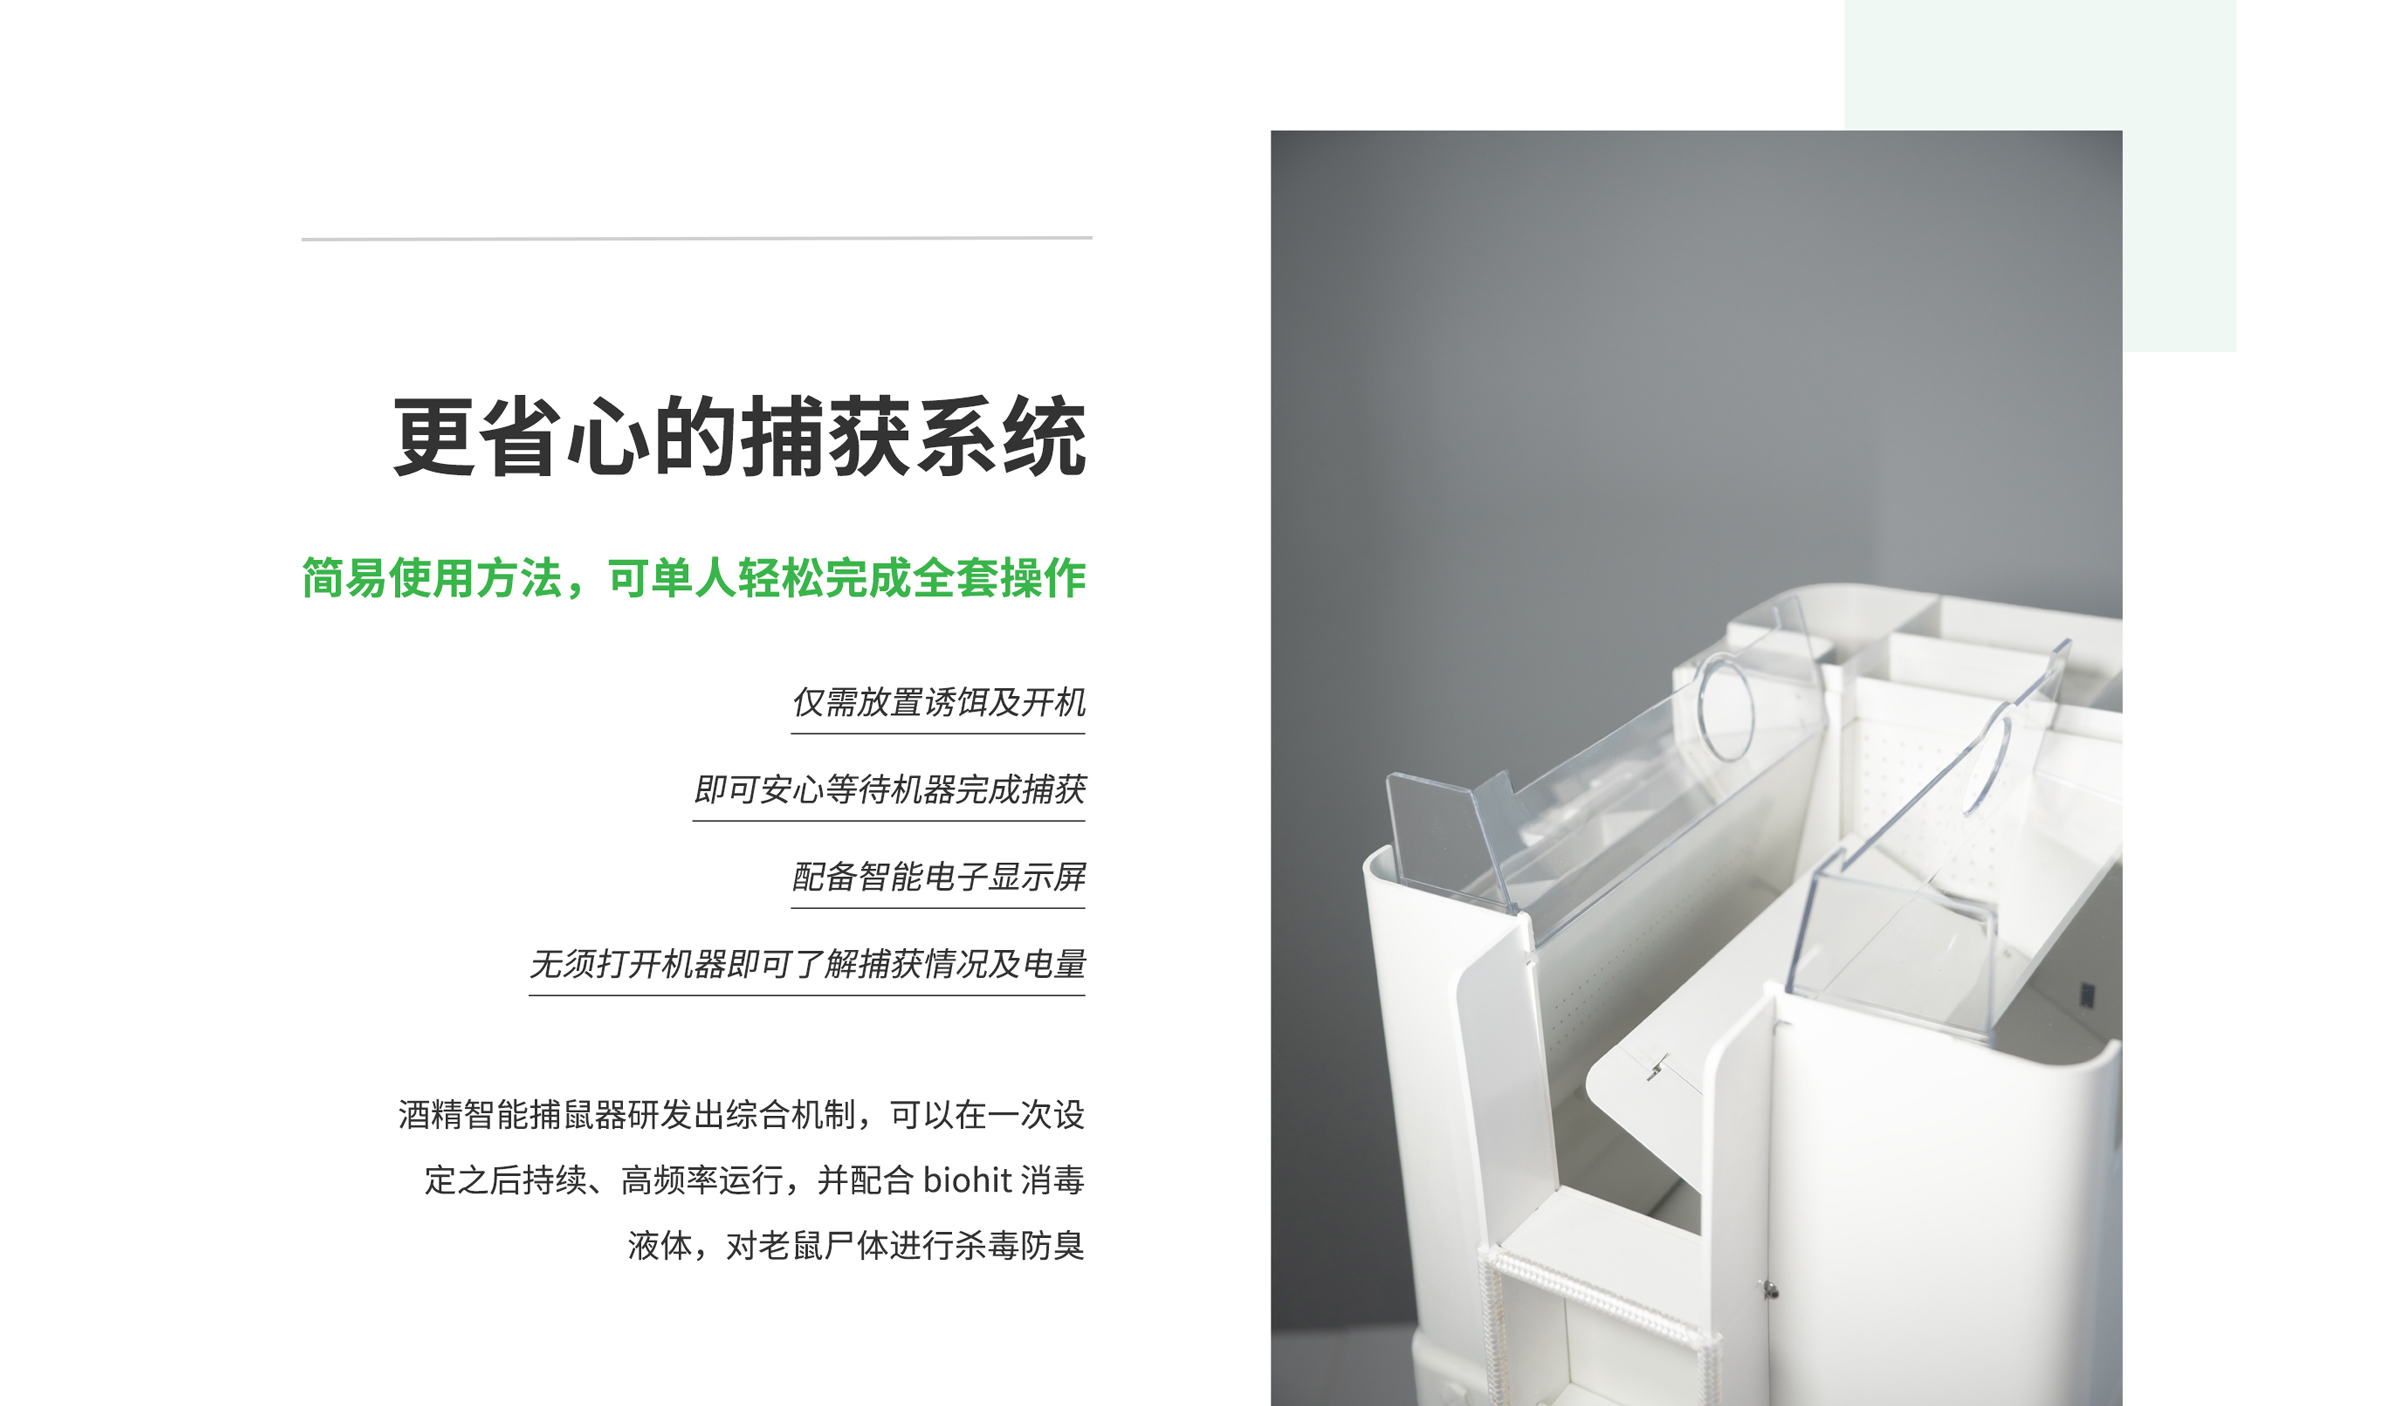 更省心的捕获系统
简易使用方法，可单人轻松完成全套操作
仅需放置诱饵及开机
即可安心等待机器完成捕获
配备智能电子显示屏
无须打开机器即可了解捕获情况及电量
酒精智能捕鼠器研发出综合机制，可以在一次设
定之后持续、高频率运行，并配合 biohit 消毒
液体，对老鼠尸体进行杀毒防臭